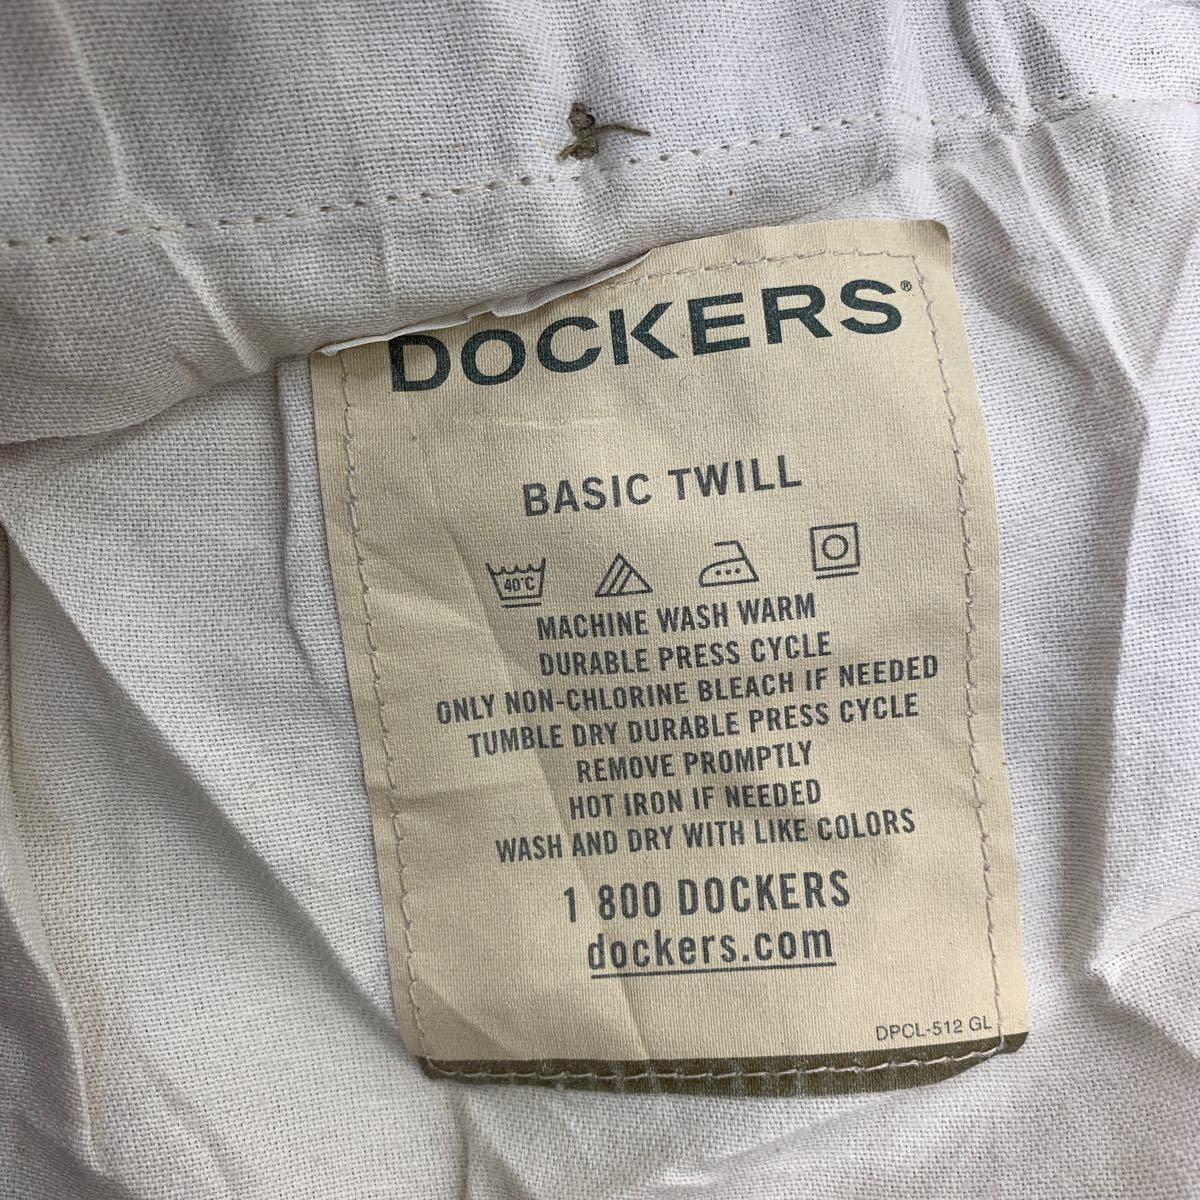 DOCKERS®
BASIC TWILL
40°C
MACHINE WASH WARM
DURABLE PRESS CYCLE
ONLY NON-CHLORINE BLEACH IF NEEDED
TUMBLE DRY DURABLE PRESS CYCLE
REMOVE PROMPTLY
HOT IRON IF NEEDED
WASH AND DRY WITH LIKE COLORS
1 800 DOCKERS
dockers.com
DPCL-512 GL